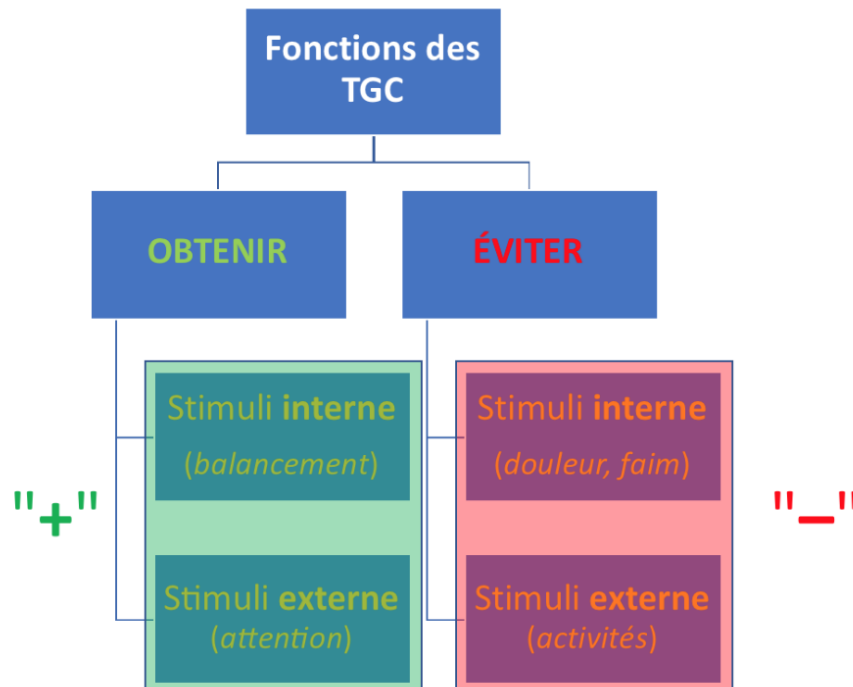 Fonctions des
TGC
OBTENIR
ÉVITER
Stimuli interne
(balancement)
Stimuli interne
(douleur, faim)
"+"
"–"
Stimuli externe
(attention)
Stimuli externe
(activités)